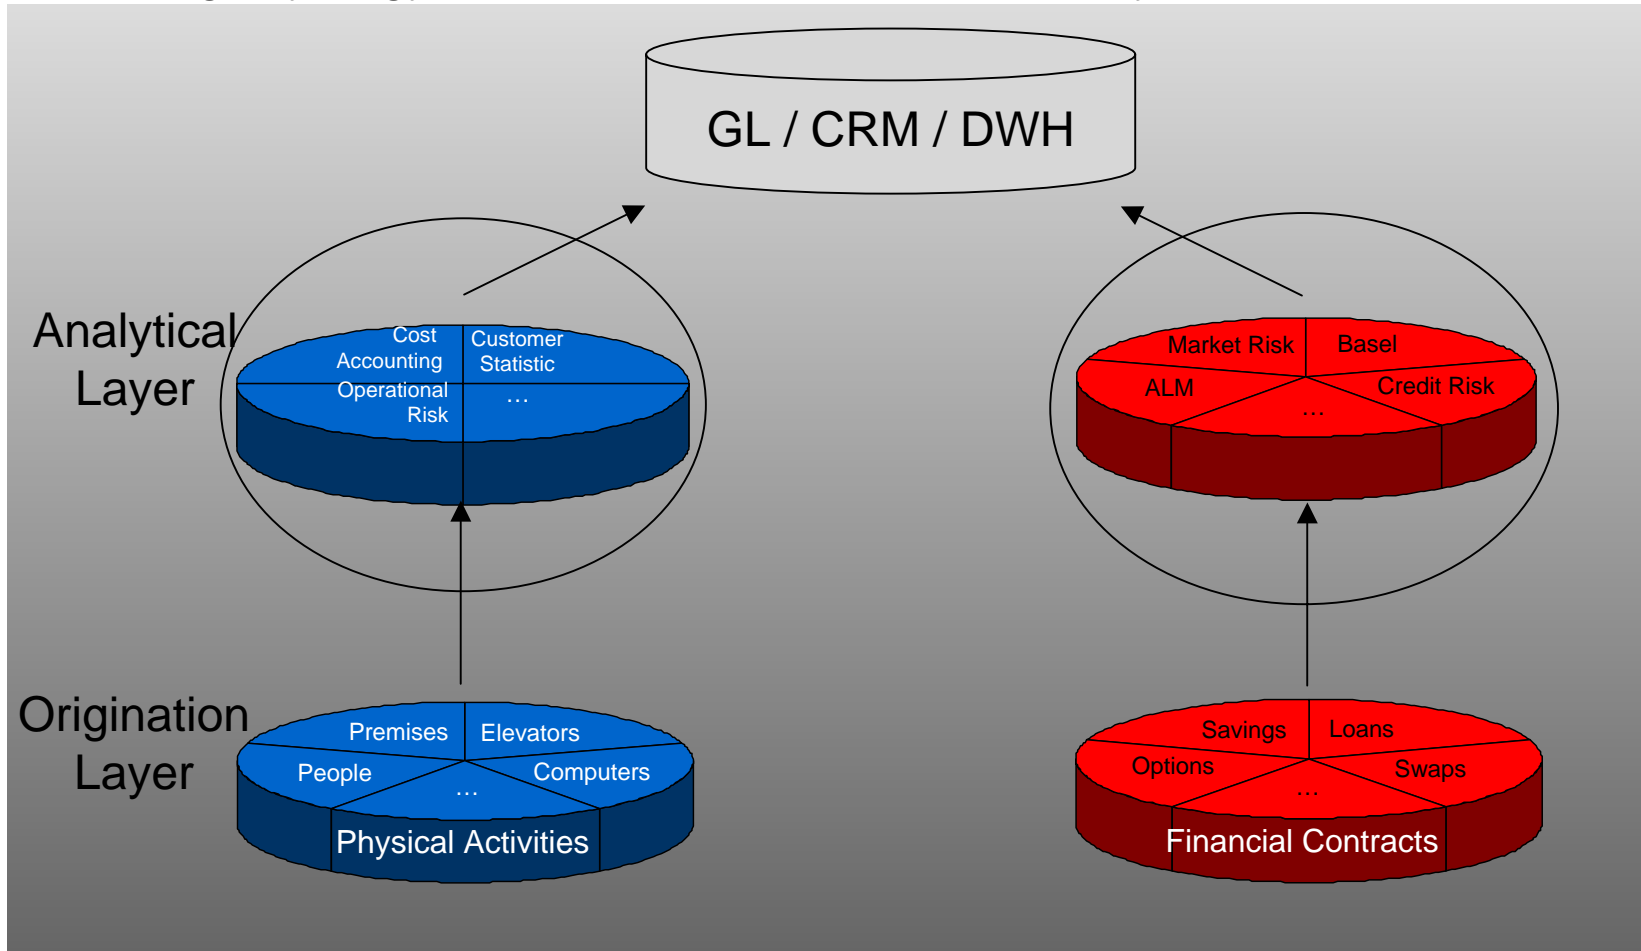 GL / CRM / DWH
Analytical
Layer
Cost
Accounting
Customer
Statistic
Operational
Risk
...
Market Risk
Basel
ALM
Credit Risk
...
Origination
Layer
Premises
Elevators
People
Computers
...
Physical Activities
Savings
Loans
Options
Swaps
...
Financial Contracts